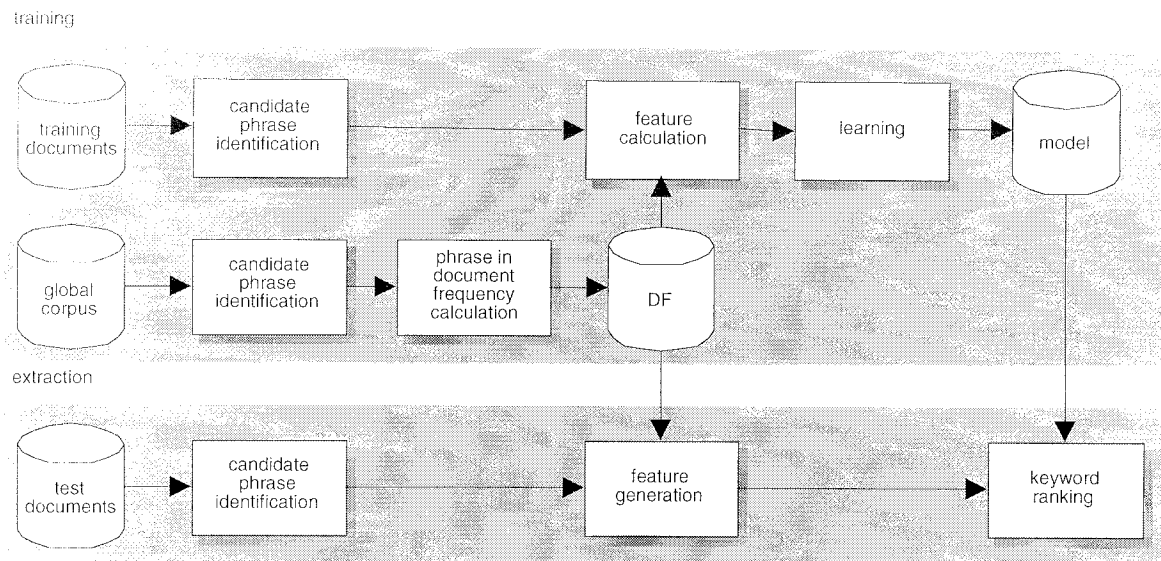 training
training
documents
candidate
phrase
identification
feature
calculation
learning
model
global
corpus
candidate
phrase
identification
phrase in
document
frequency
calculation
DF
extraction
test
documents
candidate
phrase
identification
feature
generation
keyword
ranking